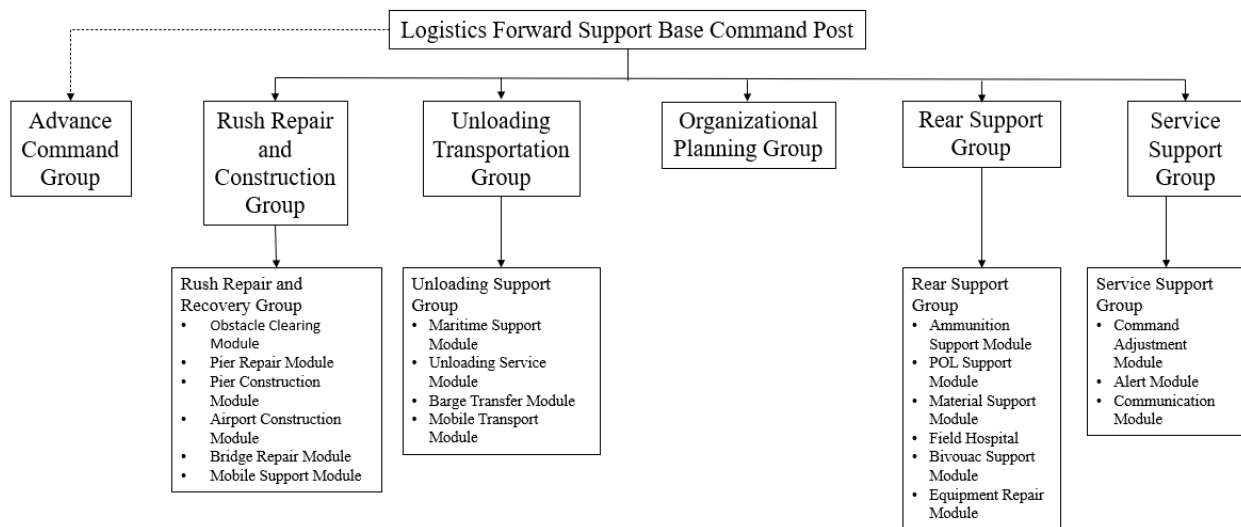 Logistics Forward Support Base Command Post
Advance
Command
Group
Rush Repair
and
Construction
Group
Unloading
Transportation
Group
Organizational
Planning Group
Rear Support
Group
Service
Support
Group
Rush Repair and
Recovery Group
• Obstacle Clearing
Module
• Pier Repair Module
• Pier Construction
Module
• Airport Construction
Module
• Bridge Repair Module
• Mobile Support Module
Unloading Support
Group
• Maritime Support
Module
• Unloading Service
Module
• Barge Transfer Module
• Mobile Transport
Module
Rear Support
Group
• Ammunition
Support Module
• POL Support
Module
• Material Support
Module
• Field Hospital
• Bivouac Support
Module
• Equipment Repair
Module
Service Support
Group
• Command
Adjustment
Module
• Alert Module
• Communication
Module